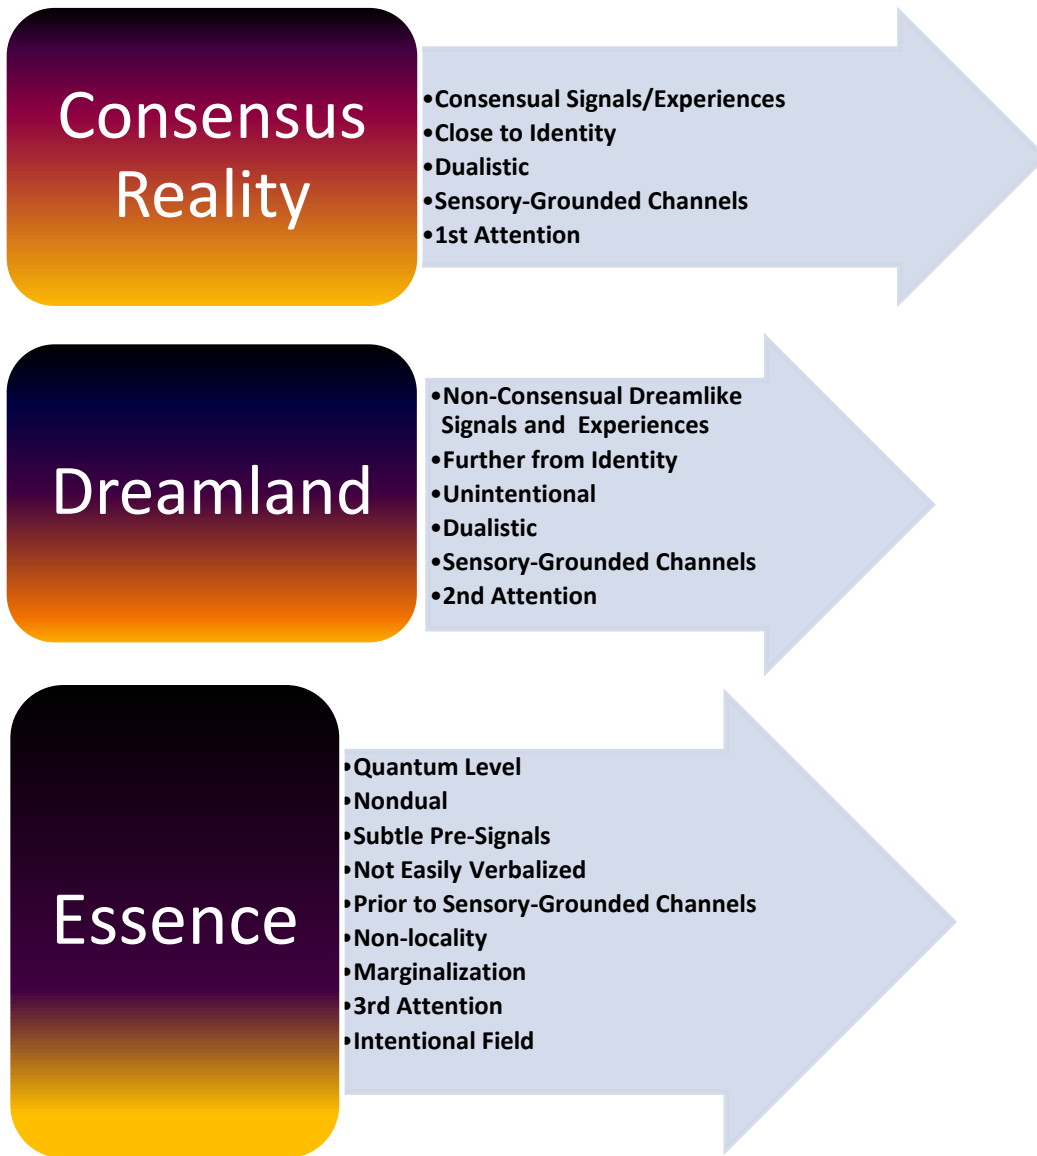 Consensus
Reality
•Consensual Signals/Experiences
•Close to Identity
•Dualistic
•Sensory-Grounded Channels
•1st Attention
Dreamland
•Non-Consensual Dreamlike
Signals and  Experiences
•Further from Identity
•Unintentional
•Dualistic
•Sensory-Grounded Channels
•2nd Attention
Essence
•Quantum Level
•Nondual
•Subtle Pre-Signals
•Not Easily Verbalized
•Prior to Sensory-Grounded Channels
•Non-locality
•Marginalization
•3rd Attention
•Intentional Field